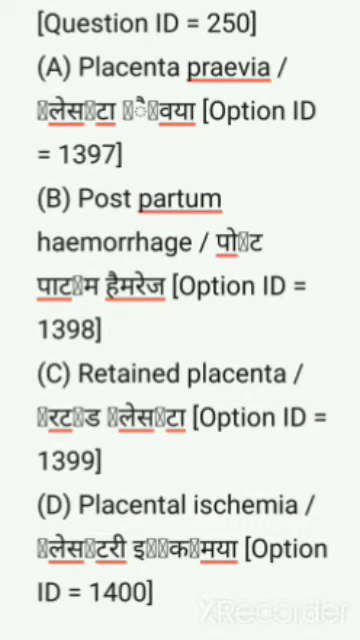 [Question ID = 250]
(A) Placenta praevia /
[Option ID
= 1397]
(B) Post partum
haemorrhage /
हैमरेज [Option ID =
1398]
(C) Retained placenta /
[Option ID =
1399]
(D) Placental ischemia /
[Option
ID = 1400]
XRecorder